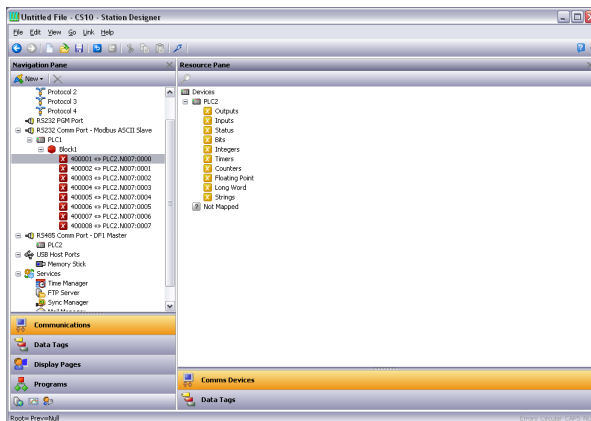 Untitled File - CS10 - Station Designer
File Edit View Go Link Help
Navigation Pane
Resource Pane
New
Protocol 2
Protocol 3
Protocol 4
RS232 PGM Port
RS232 Comm Port - Modbus ASCII Slave
PLC1
Block1
400001 <=> PLC2.N007:0000
400002 <=> PLC2.N007:0001
400003 <=> PLC2.N007:0002
400004 <=> PLC2.N007:0003
400005 <=> PLC2.N007:0004
400006 <=> PLC2.N007:0005
400007 <=> PLC2.N007:0006
400008 <=> PLC2.N007:0007
RS485 Comm Port - DF1 Master
PLC2
USB Host Ports
Memory Stick
Services
Time Manager
FTP Server
Sync Manager
Mail Manager
Communications
Data Tags
Display Pages
Programs
Devices
PLC2
Outputs
Inputs
Status
Bits
Integers
Timers
Counters
Floating Point
Long Word
Strings
Not Mapped
Comms Devices
Data Tags
Root= Prev=Null
Errors Circular CAPS